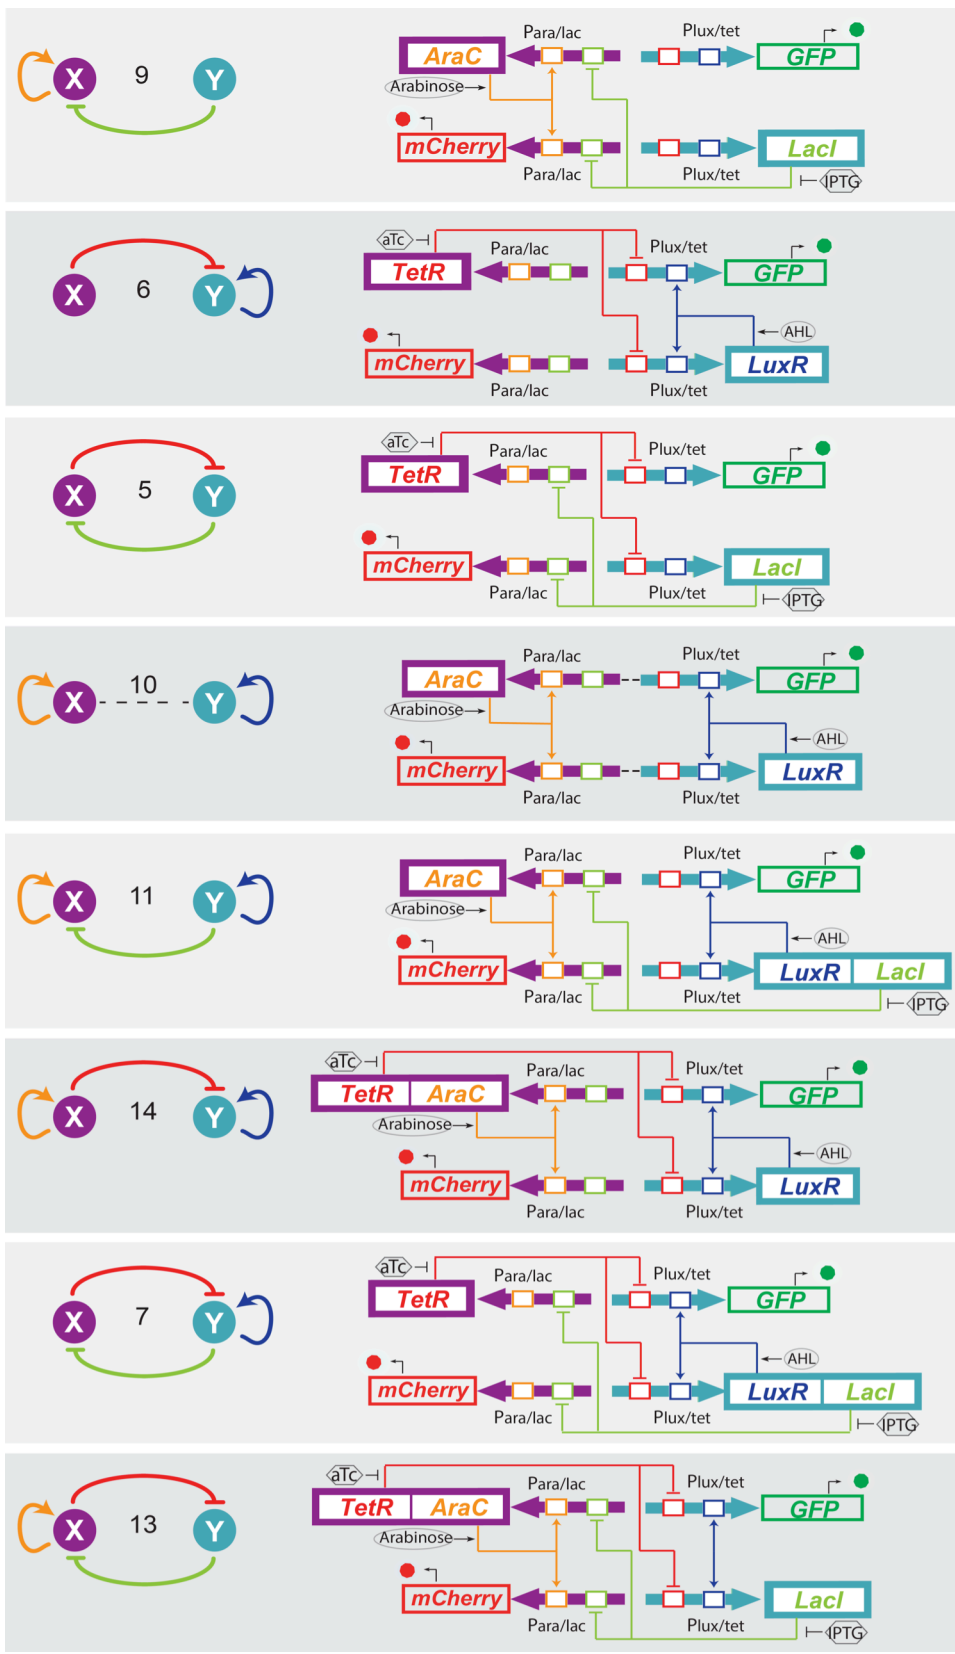 Para/lac Plux/tet
X 9 Y AraC GFP
Arabinose
mCherry LacI
Para/lac Plux/tet IPTG
aTc Para/lac Plux/tet
X 6 Y TetR GFP
AHL
mCherry LuxR
Para/lac Plux/tet
aTc Para/lac Plux/tet
X 5 Y TetR GFP
mCherry LacI
Para/lac Plux/tet IPTG
Para/lac Plux/tet
X 10 Y AraC GFP
Arabinose AHL
mCherry LuxR
Para/lac Plux/tet
Para/lac Plux/tet
X 11 Y AraC GFP
Arabinose AHL
mCherry LuxR LacI
Para/lac Plux/tet IPTG
aTc Para/lac Plux/tet
X 14 Y TetR AraC GFP
Arabinose AHL
mCherry LuxR
Para/lac Plux/tet
aTc Para/lac Plux/tet
X 7 Y TetR GFP
AHL
mCherry LuxR LacI
Para/lac Plux/tet IPTG
aTc Para/lac Plux/tet
X 13 Y TetR AraC GFP
Arabinose
mCherry LacI
Para/lac Plux/tet IPTG